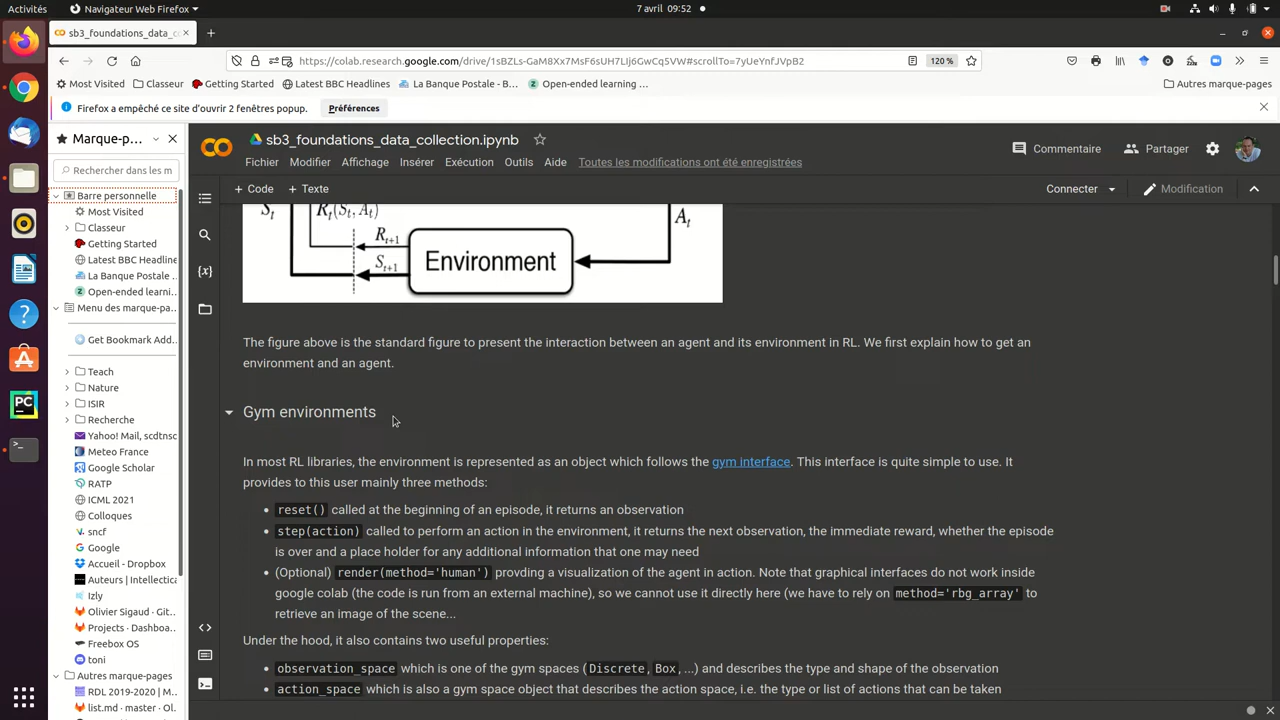 Activités
Navigateur Web Firefox
7 avril 09:52
sb3_foundations_data_cc
https://colab.research.google.com/drive/1sBZLs-GaM8Xx7MsF6sUH7LIj6GwCq5VW#scrollTo=7yUeYnfJVpB2
120 %
Most Visited
Classeur
Getting Started
Latest BBC Headlines
La Banque Postale - B…
Open-ended learning …
Autres marque-pages
Firefox a empêché ce site d'ouvrir 2 fenêtres popup.
Préférences
Marque-p…
Rechercher dans les m
Barre personnelle
Most Visited
Classeur
Getting Started
Latest BBC Headline
La Banque Postale ..
Open-ended learni…
Menu des marque-pa…
Get Bookmark Add…
Teach
Nature
ISIR
Recherche
Yahoo! Mail, scdtnsc
Meteo France
Google Scholar
RATP
ICML 2021
Colloques
sncf
Google
Accueil - Dropbox
Auteurs | Intellectica
Izly
Olivier Sigaud · Git…
Projects · Dashboa…
Freebox OS
toni
Autres marque-pages
RDL 2019-2020 | M…
list.md · master · Ol…
sb3_foundations_data_collection.ipynb
Fichier
Modifier
Affichage
Insérer
Exécution
Outils
Aide
Toutes les modifications ont été enregistrées
Commentaire
Partager
+ Code
+ Texte
Connecter
Modification
St
Rt(St, At)
At
Rt+1
St+1
Environment
The figure above is the standard figure to present the interaction between an agent and its environment in RL. We first explain how to get an
environment and an agent.
Gym environments
In most RL libraries, the environment is represented as an object which follows the gym interface. This interface is quite simple to use. It
provides to this user mainly three methods:
• reset() called at the beginning of an episode, it returns an observation
• step(action) called to perform an action in the environment, it returns the next observation, the immediate reward, whether the episode
is over and a place holder for any additional information that one may need
• (Optional) render(method='human') provding a visualization of the agent in action. Note that graphical interfaces do not work inside
google colab (the code is run from an external machine), so we cannot use it directly here (we have to rely on method='rbg_array' to
retrieve an image of the scene...
Under the hood, it also contains two useful properties:
• observation_space which is one of the gym spaces (Discrete, Box, ...) and describes the type and shape of the observation
• action_space which is also a gym space object that describes the action space, i.e. the type or list of actions that can be taken